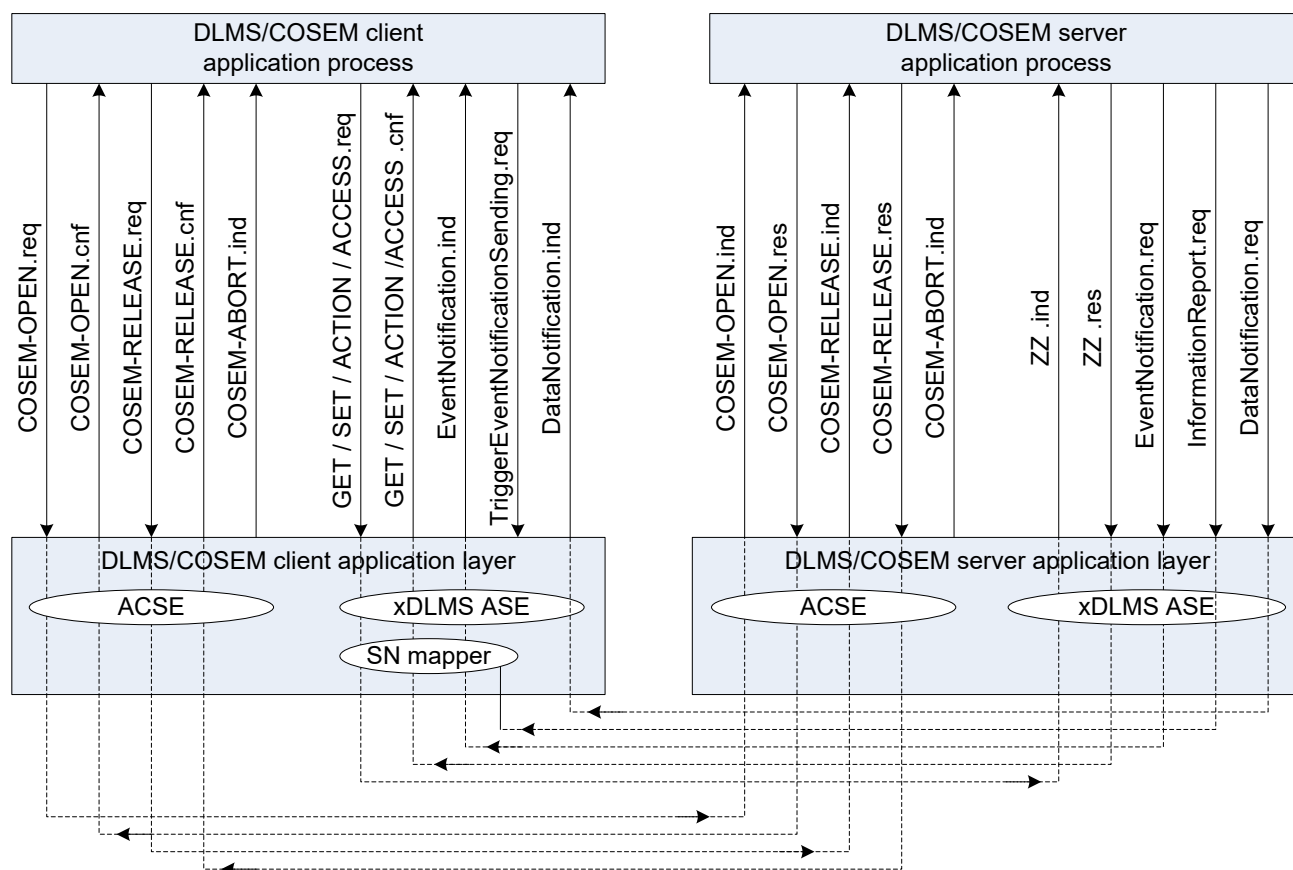 DLMS/COSEM client
application process
DLMS/COSEM server
application process
COSEM-OPEN.req
COSEM-OPEN.cnf
COSEM-RELEASE.req
COSEM-RELEASE.cnf
COSEM-ABORT.ind
GET / SET / ACTION / ACCESS.req
GET / SET / ACTION /ACCESS .cnf
EventNotification.ind
TriggerEventNotificationSending.req
DataNotification.ind
COSEM-OPEN.ind
COSEM-OPEN.res
COSEM-RELEASE.ind
COSEM-RELEASE.res
COSEM-ABORT.ind
ZZ .ind
ZZ .res
EventNotification.req
InformationReport.req
DataNotification.req
DLMS/COSEM client application layer
ACSE
xDLMS ASE
SN mapper
DLMS/COSEM server application layer
ACSE
xDLMS ASE